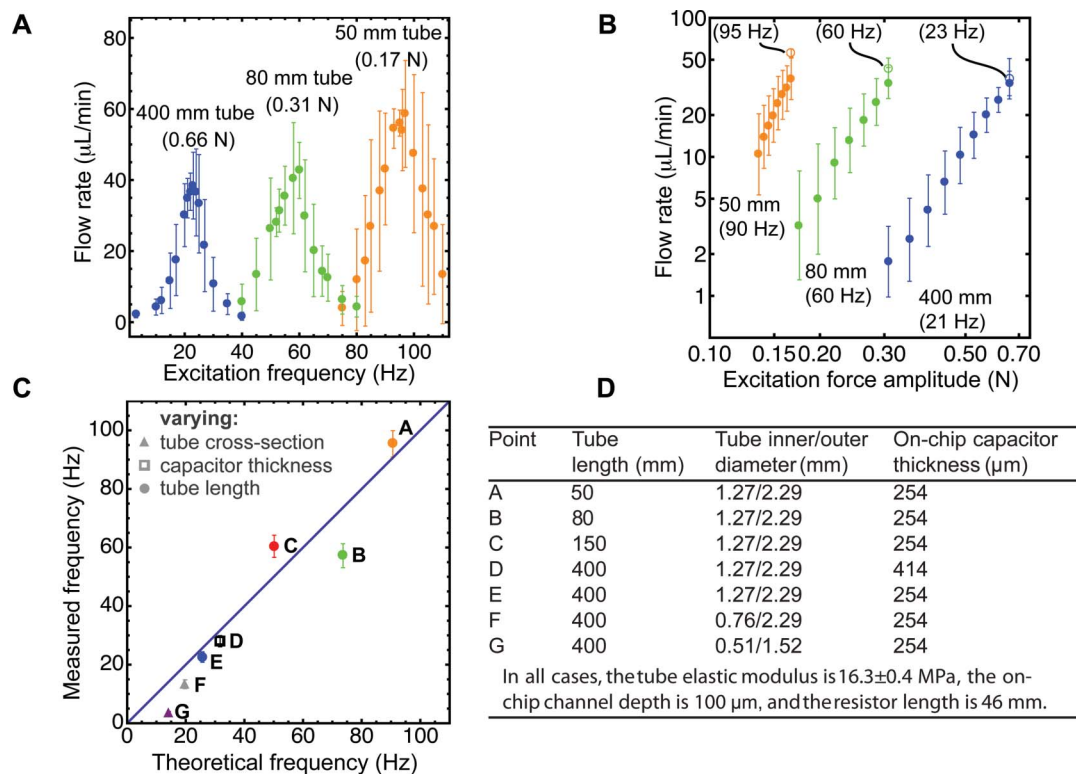 A
50 mm tube
(0.17 N)
80 mm tube
(0.31 N)
400 mm tube
(0.66 N)
Flow rate (µL/min)
80
60
40
20
0
20 40 60 80 100
Excitation frequency (Hz)
B
(95 Hz)
(60 Hz)
(23 Hz)
Flow rate (µL/min)
100
50
10
5
2
1
50 mm
(90 Hz)
80 mm
(60 Hz)
400 mm
(21 Hz)
0.10 0.15 0.20 0.30 0.50 0.70
Excitation force amplitude (N)
C
varying:
tube cross-section
capacitor thickness
tube length
Measured frequency (Hz)
100
80
60
40
20
0
A
C
B
D
E
F
G
0 20 40 60 80 100
Theoretical frequency (Hz)
D
Point Tube Tube inner/outer On-chip capacitor
length (mm) diameter (mm) thickness (µm)
A 50 1.27/2.29 254
B 80 1.27/2.29 254
C 150 1.27/2.29 254
D 400 1.27/2.29 414
E 400 1.27/2.29 254
F 400 0.76/2.29 254
G 400 0.51/1.52 254
In all cases, the tube elastic modulus is 16.3±0.4 MPa, the on-
chip channel depth is 100 µm, and the resistor length is 46 mm.